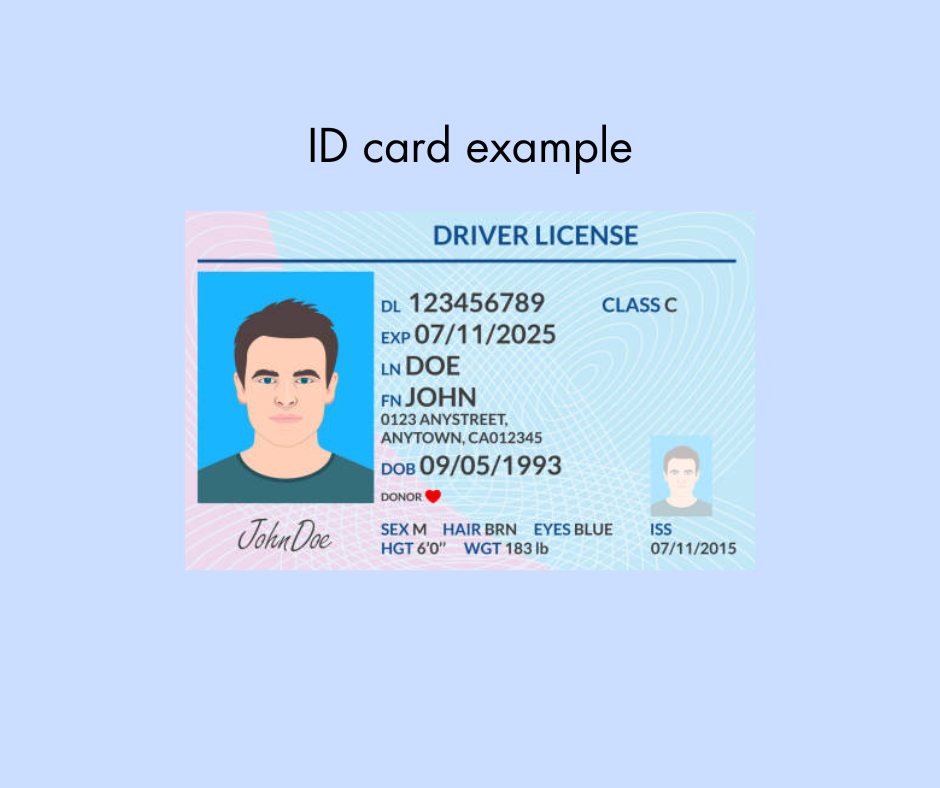 ID card example
DRIVER LICENSE
DL 123456789 CLASS C
EXP 07/11/2025
LN DOE
FN JOHN
0123 ANYSTREET,
ANYTOWN, CA012345
DOB 09/05/1993
DONOR
SEX M HAIR BRN EYES BLUE ISS
HGT 6'0" WGT 183 lb 07/11/2015
John Doe